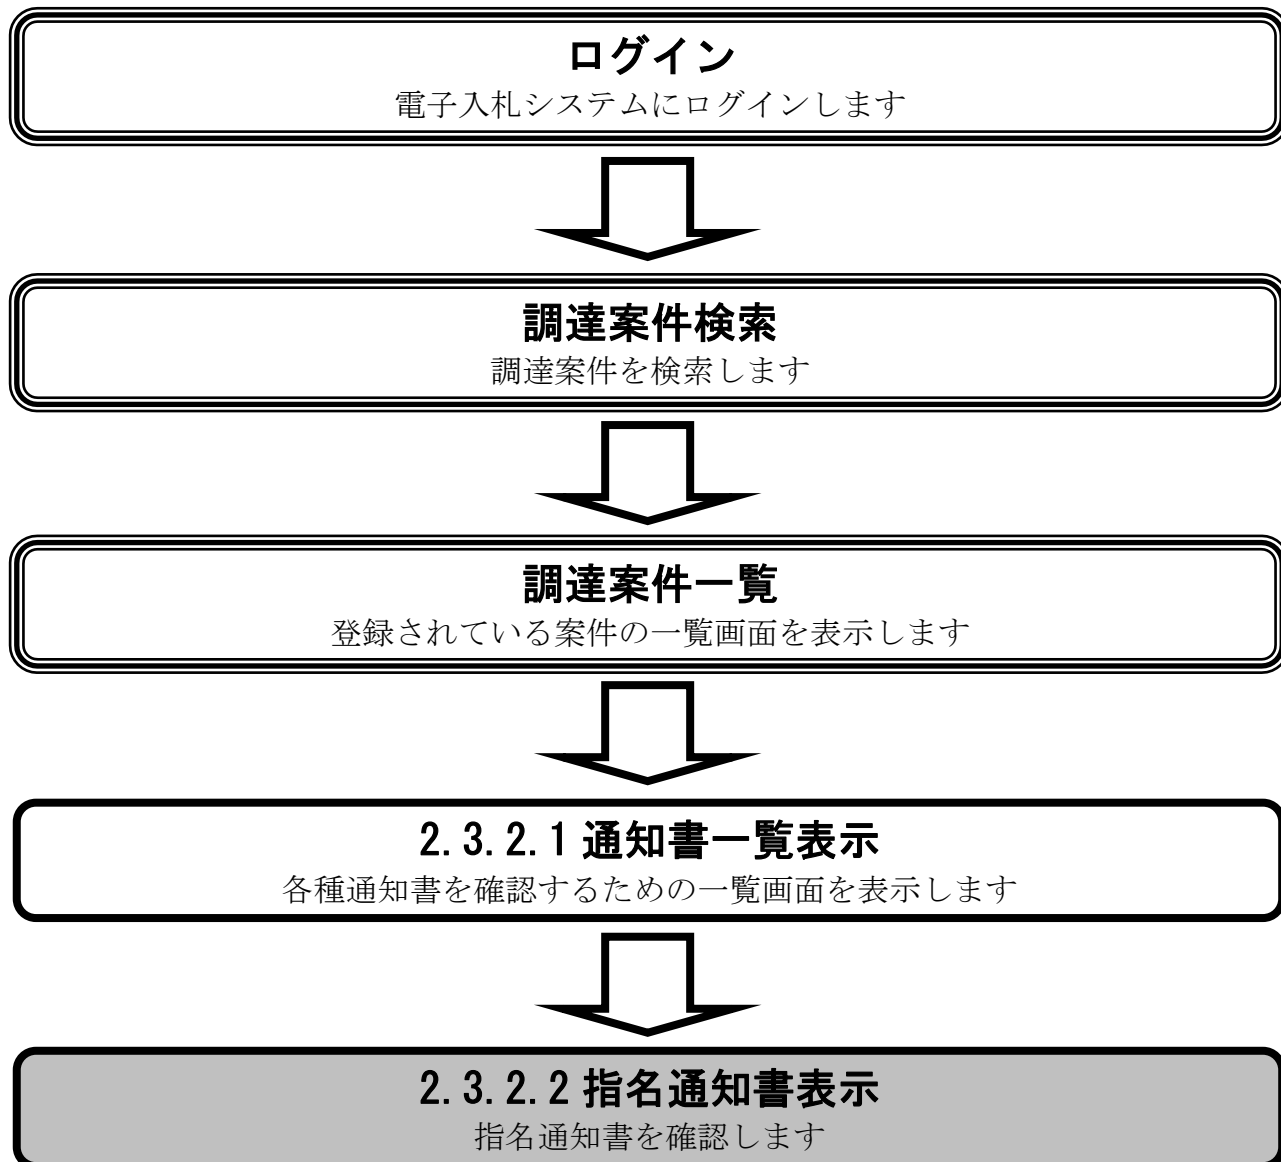 ログイン
電子入札システムにログインします
調達案件検索
調達案件を検索します
調達案件一覧
登録されている案件の一覧画面を表示します
2.3.2.1 通知書一覧表示
各種通知書を確認するための一覧画面を表示します
2.3.2.2 指名通知書表示
指名通知書を確認します